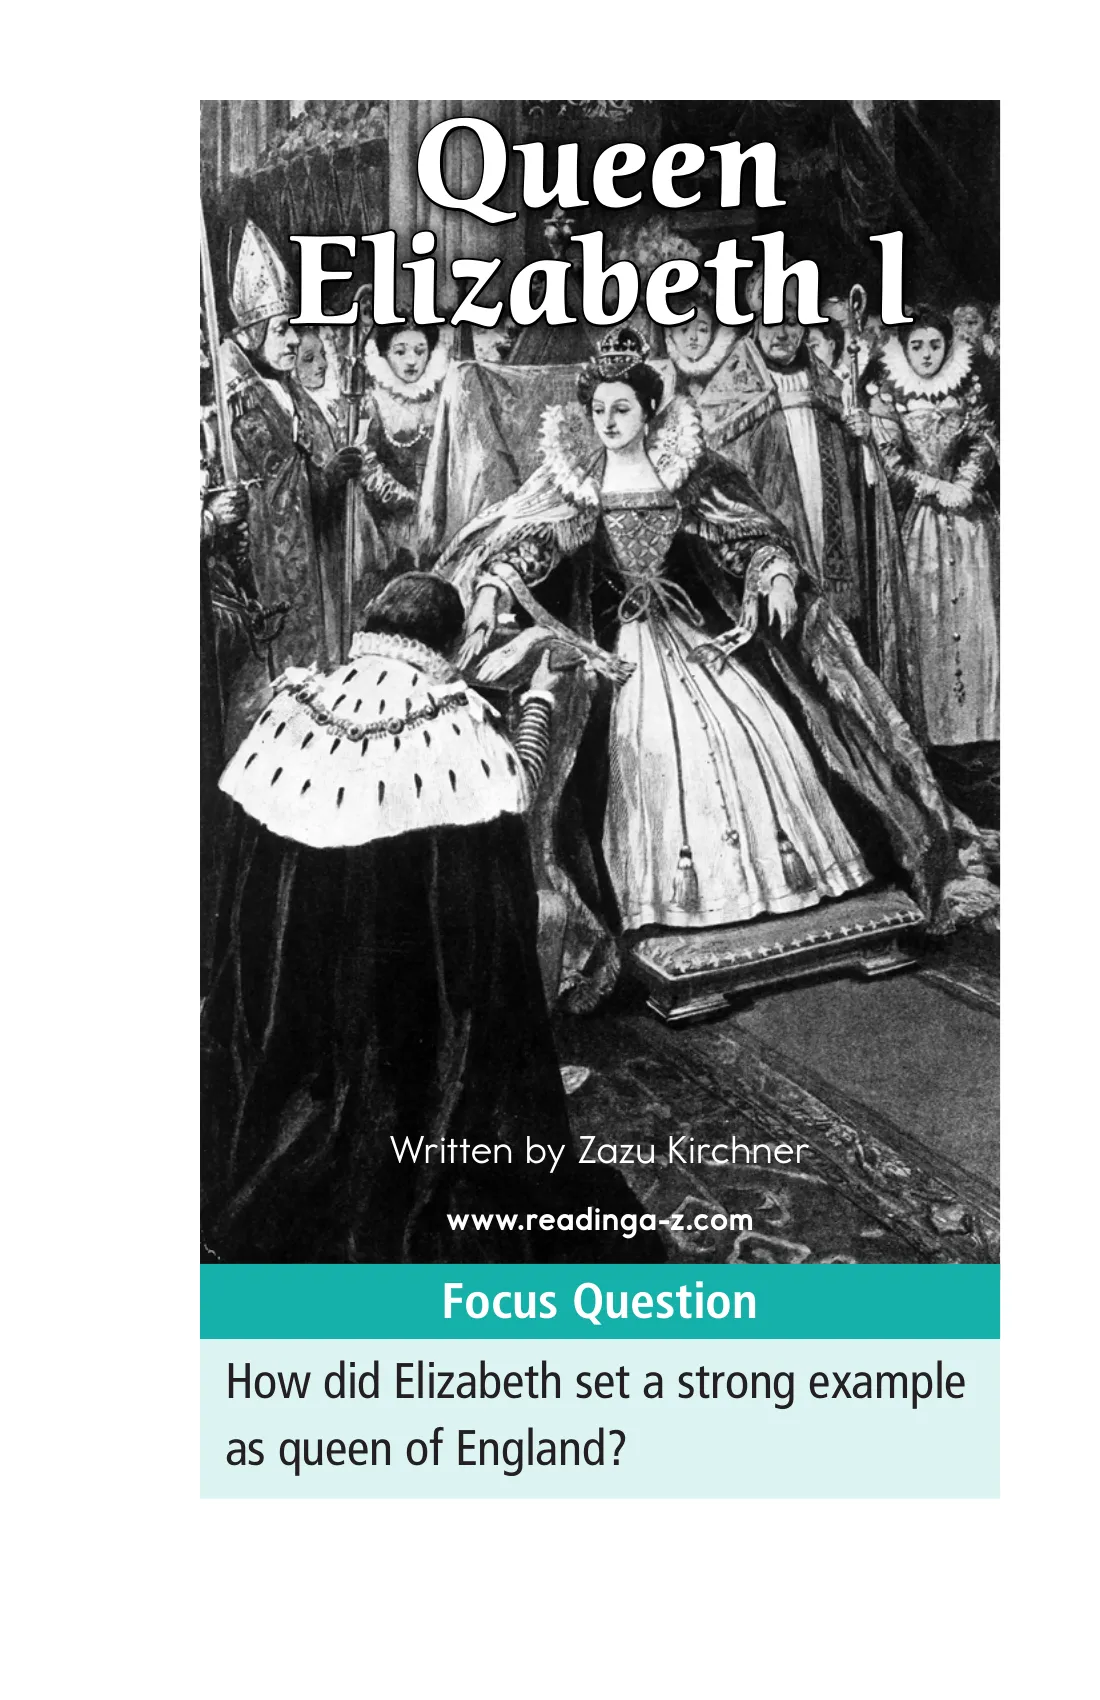 Queen
Elizabeth I
Written by Zazu Kirchner
www.readinga-z.com
Focus Question
How did Elizabeth set a strong example
as queen of England?